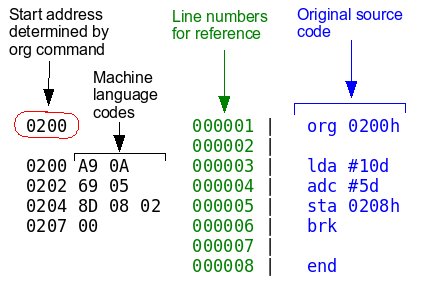 Start address
determined by
org command
Machine
language
codes
Line numbers
for reference
Original source
code
0200 000001 | org 0200h
000002 |
0200 A9 0A 000003 | lda #10d
0202 69 05 000004 | adc #5d
0204 8D 08 02 000005 | sta 0208h
0207 00 000006 | brk
000007 |
000008 | end